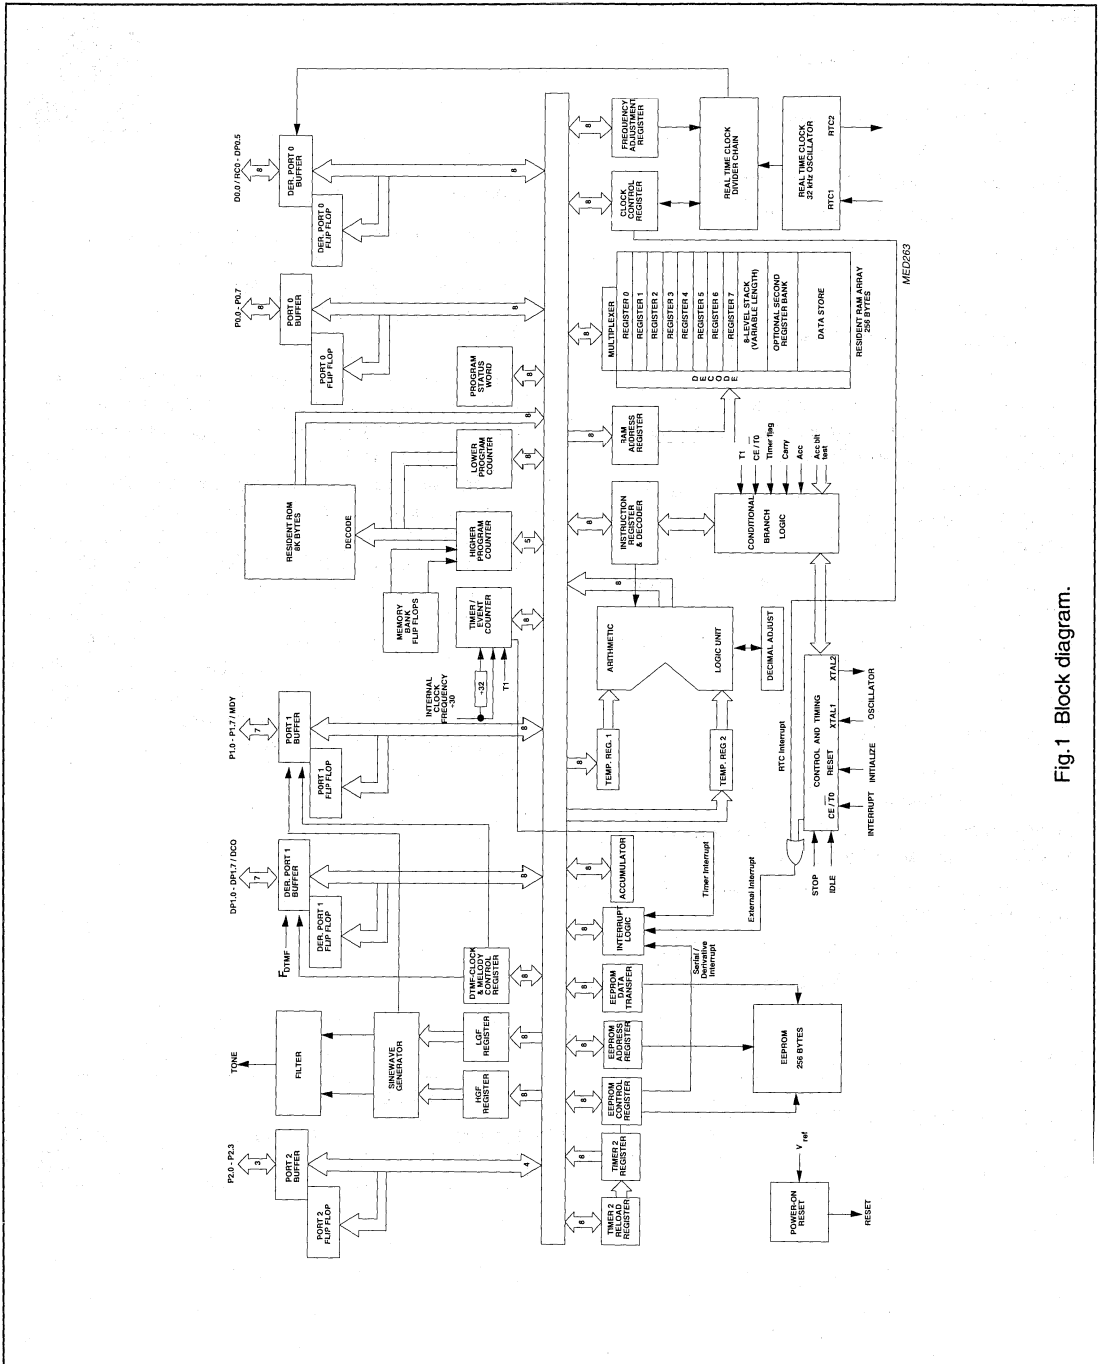 P2.0 - P2.3
3
PORT 2
BUFFER
PORT 2
FLIP FLOP
4
TONE
FILTER
SINEWAVE
GENERATOR
HGF
REGISTER
8
LGF
REGISTER
8
DTMF-CLOCK
& MELODY
CONTROL
REGISTER
8
FDTMF
DP1.0 - DP1.7 / DCO
7
DER. PORT 1
BUFFER
DER. PORT 1
FLIP FLOP
8
P1.0 - P1.7 / MDY
7
PORT 1
BUFFER
PORT 1
FLIP FLOP
8
INTERNAL
CLOCK
FREQUENCY
÷30
÷32
T1
TIMER /
EVENT
COUNTER
8
MEMORY
BANK
FLIP FLOPS
RESIDENT ROM
8K BYTES
DECODE
HIGHER
PROGRAM
COUNTER
5
LOWER
PROGRAM
COUNTER
8
8
PROGRAM
STATUS
WORD
8
P0.0 - P0.7
8
PORT 0
BUFFER
PORT 0
FLIP FLOP
8
D0.0 / RC0 - DP0.5
8
DER. PORT 0
BUFFER
DER. PORT 0
FLIP FLOP
8
8
TIMER 2
RELOAD
REGISTER
8
TIMER 2
REGISTER
8
EEPROM
CONTROL
REGISTER
8
EEPROM
ADDRESS
REGISTER
8
EEPROM
DATA
TRANSFER
8
INTERRUPT
LOGIC
8
ACCUMULATOR
Serial /
Derivative
Interrupt
External Interrupt
Timer Interrupt
EEPROM
256 BYTES
V ref
POWER-ON
RESET
RESET
8
TEMP. REG. 1
TEMP. REG 2
ARITHMETIC
LOGIC UNIT
8
DECIMAL ADJUST
8
INSTRUCTION
REGISTER
& DECODER
8
RAM
ADDRESS
REGISTER
CONDITIONAL
BRANCH
LOGIC
T1
CE / T0
Timer flag
Carry
Acc
Acc bit
test
RTC Interrupt
STOP
IDLE
CONTROL AND TIMING
CE / T0
RESET
XTAL1
XTAL2
INTERRUPT
INITIALIZE
OSCILLATOR
8
MULTIPLEXER
DECODE
REGISTER 0
REGISTER 1
REGISTER 2
REGISTER 3
REGISTER 4
REGISTER 5
REGISTER 6
REGISTER 7
8-LEVEL STACK
(VARIABLE LENGTH)
OPTIONAL SECOND
REGISTER BANK
DATA STORE
RESIDENT RAM ARRAY
256 BYTES
8
CLOCK
CONTROL
REGISTER
8
FREQUENCY
ADJUSTMENT
REGISTER
REAL TIME CLOCK
DIVIDER CHAIN
REAL TIME CLOCK
32 kHz OSCILLATOR
RTC1
RTC2
MED263
Fig.1 Block diagram.